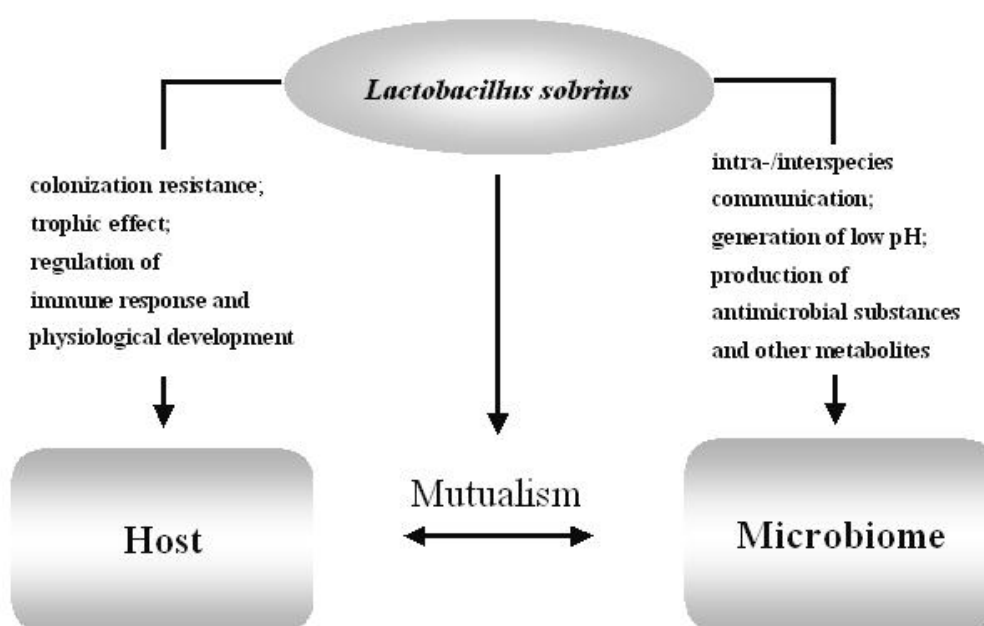 Lactobacillus sobrius
colonization resistance;
trophic effect;
regulation of
immune response and
physiological development
intra-/interspecies
communication;
generation of low pH;
production of
antimicrobial substances
and other metabolites
Host
Mutualism
Microbiome